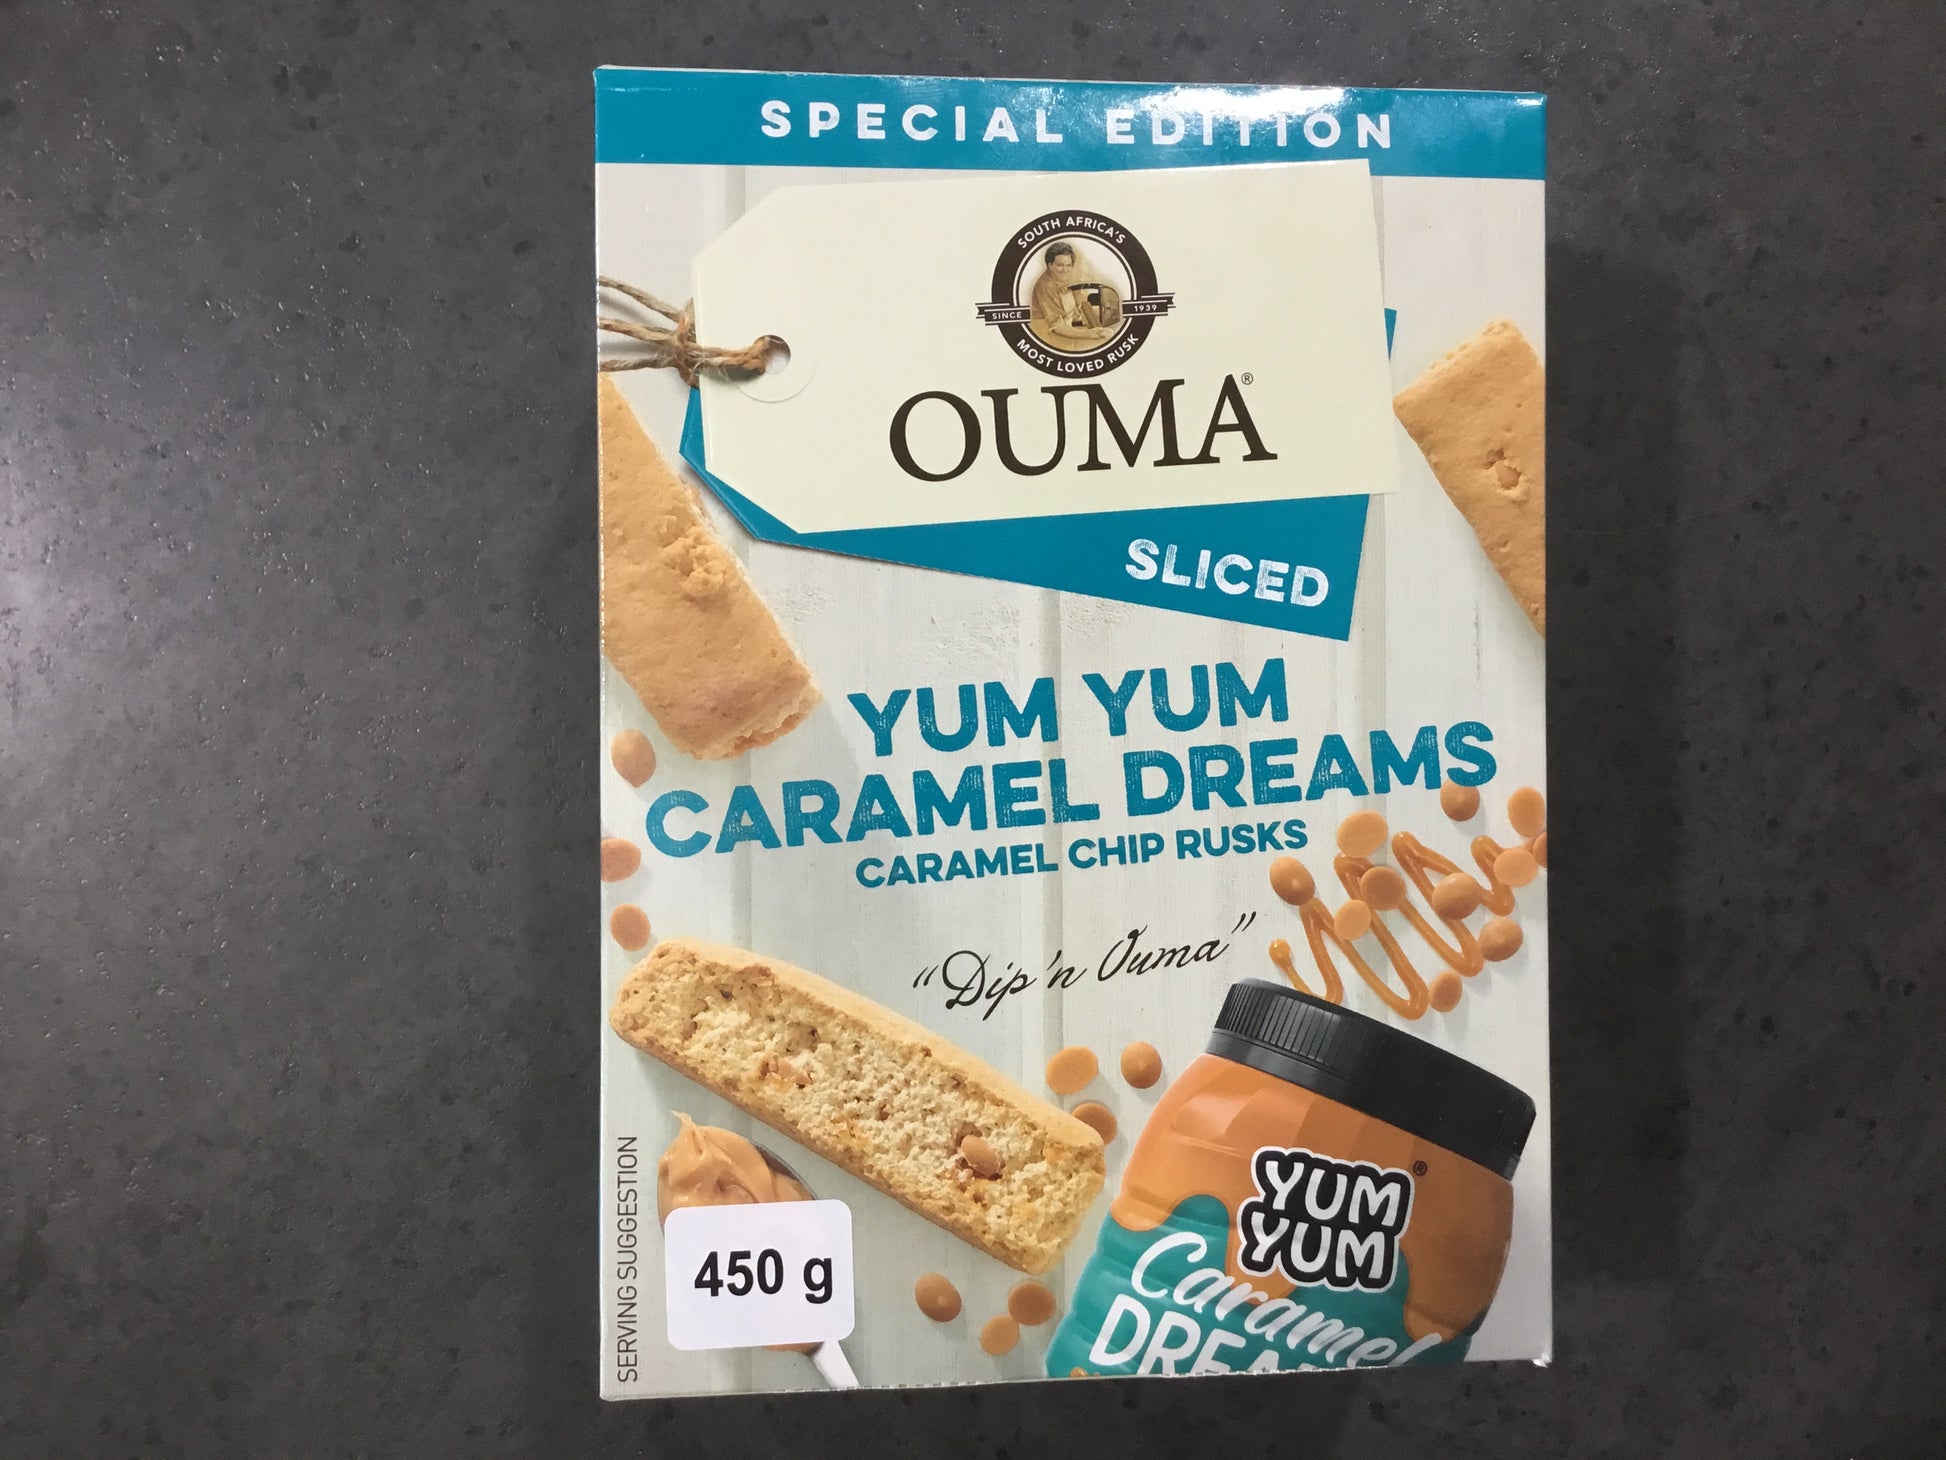 SPECIAL EDITION
SOUTH AFRICA'S
SINCE 1939
MOST LOVED RUSK
OUMA®
SLICED
YUM YUM
CARAMEL DREAMS
CARAMEL CHIP RUSKS
"Dip'n Ouma"
YUM ®
YUM
Caramel
SERVING SUGGESTION
450 g